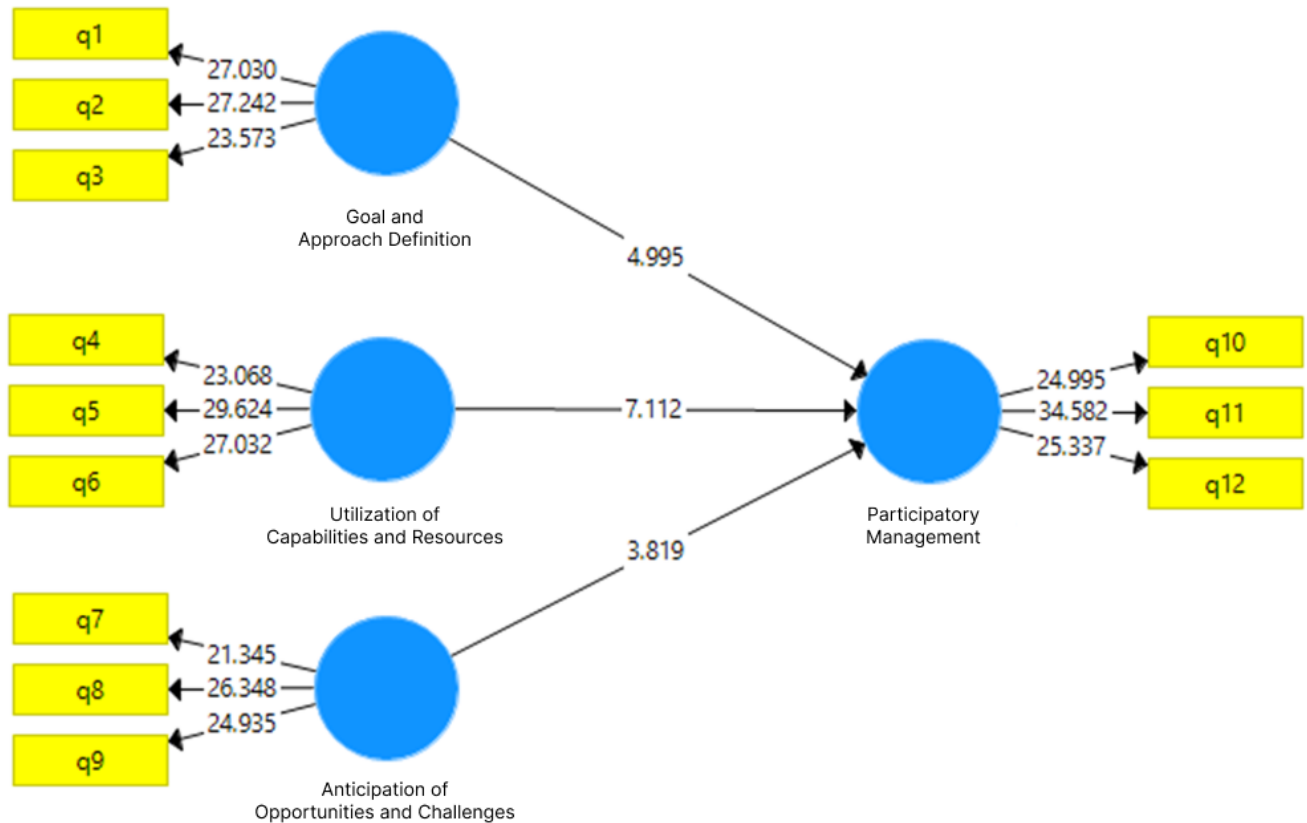 q1
27.030
q2
27.242
q3
23.573
Goal and
Approach Definition
4.995
q4
23.068
q5
29.624
q6
27.032
Utilization of
Capabilities and Resources
7.112
q7
21.345
q8
26.348
q9
24.935
Anticipation of
Opportunities and Challenges
3.819
Participatory
Management
q10
24.995
q11
34.582
q12
25.337